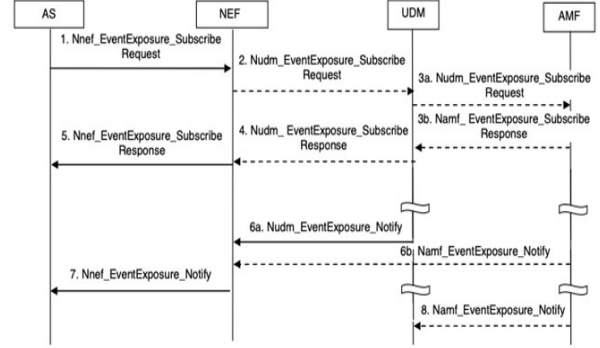 AS
NEF
UDM
AMF
1. Nnef_EventExposure_Subscribe
Request
2. Nudm_EventExposure_Subscribe
Request
3a. Nudm_EventExposure_Subscribe
Request
3b. Namf_ EventExposure_Subscribe
Response
4. Nudm_ EventExposure_Subscribe
Response
5. Nnef_EventExposure_Subscribe
Response
6a. Nudm_EventExposure_Notify
6b Namf_EventExposure_Notify
7. Nnef_EventExposure_Notify
8. Namf_EventExposure_Notify